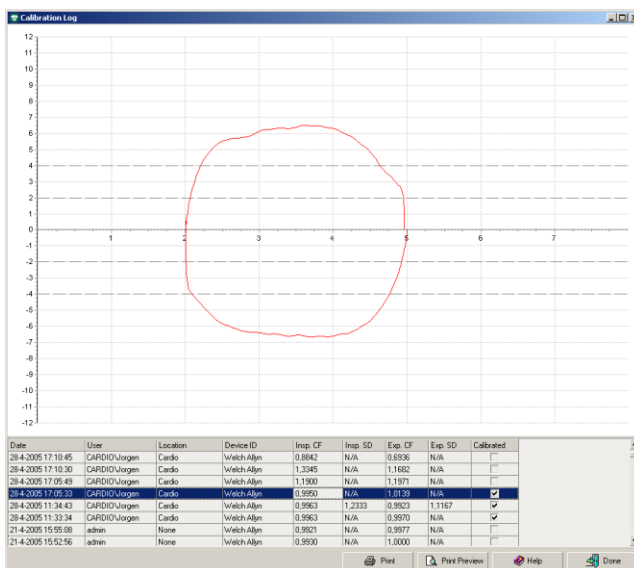 Calibration Log
12
11
10
9
8
7
6
5
4
3
2
1
0
1 2 3 4 5 6 7
-1
-2
-3
-4
-5
-6
-7
-8
-9
-10
-11
-12
Date User Location Device ID Insp. CF Insp. SD Exp. CF Exp. SD Calibrated
28-4-2005 17:10:45 CARDIO\Jorgen Cardio Welch Allyn 0,8842 N/A 0,6936 N/A
28-4-2005 17:10:30 CARDIO\Jorgen Cardio Welch Allyn 1,3345 N/A 1,1682 N/A
28-4-2005 17:05:49 CARDIO\Jorgen Cardio Welch Allyn 1,1900 N/A 1,1971 N/A
28-4-2005 17:05:33 CARDIO\Jorgen Cardio Welch Allyn 0,9950 N/A 1,0139 N/A
28-4-2005 11:34:43 CARDIO\Jorgen Cardio Welch Allyn 0,9963 1,2333 0,9923 1,1167
28-4-2005 11:33:34 CARDIO\Jorgen Cardio Welch Allyn 0,9963 N/A 0,9970 N/A
21-4-2005 15:55:08 admin None Welch Allyn 0,9921 N/A 0,9977 N/A
21-4-2005 15:52:56 admin None Welch Allyn 0,9930 N/A 1,0000 N/A
Print Print Preview Help Done